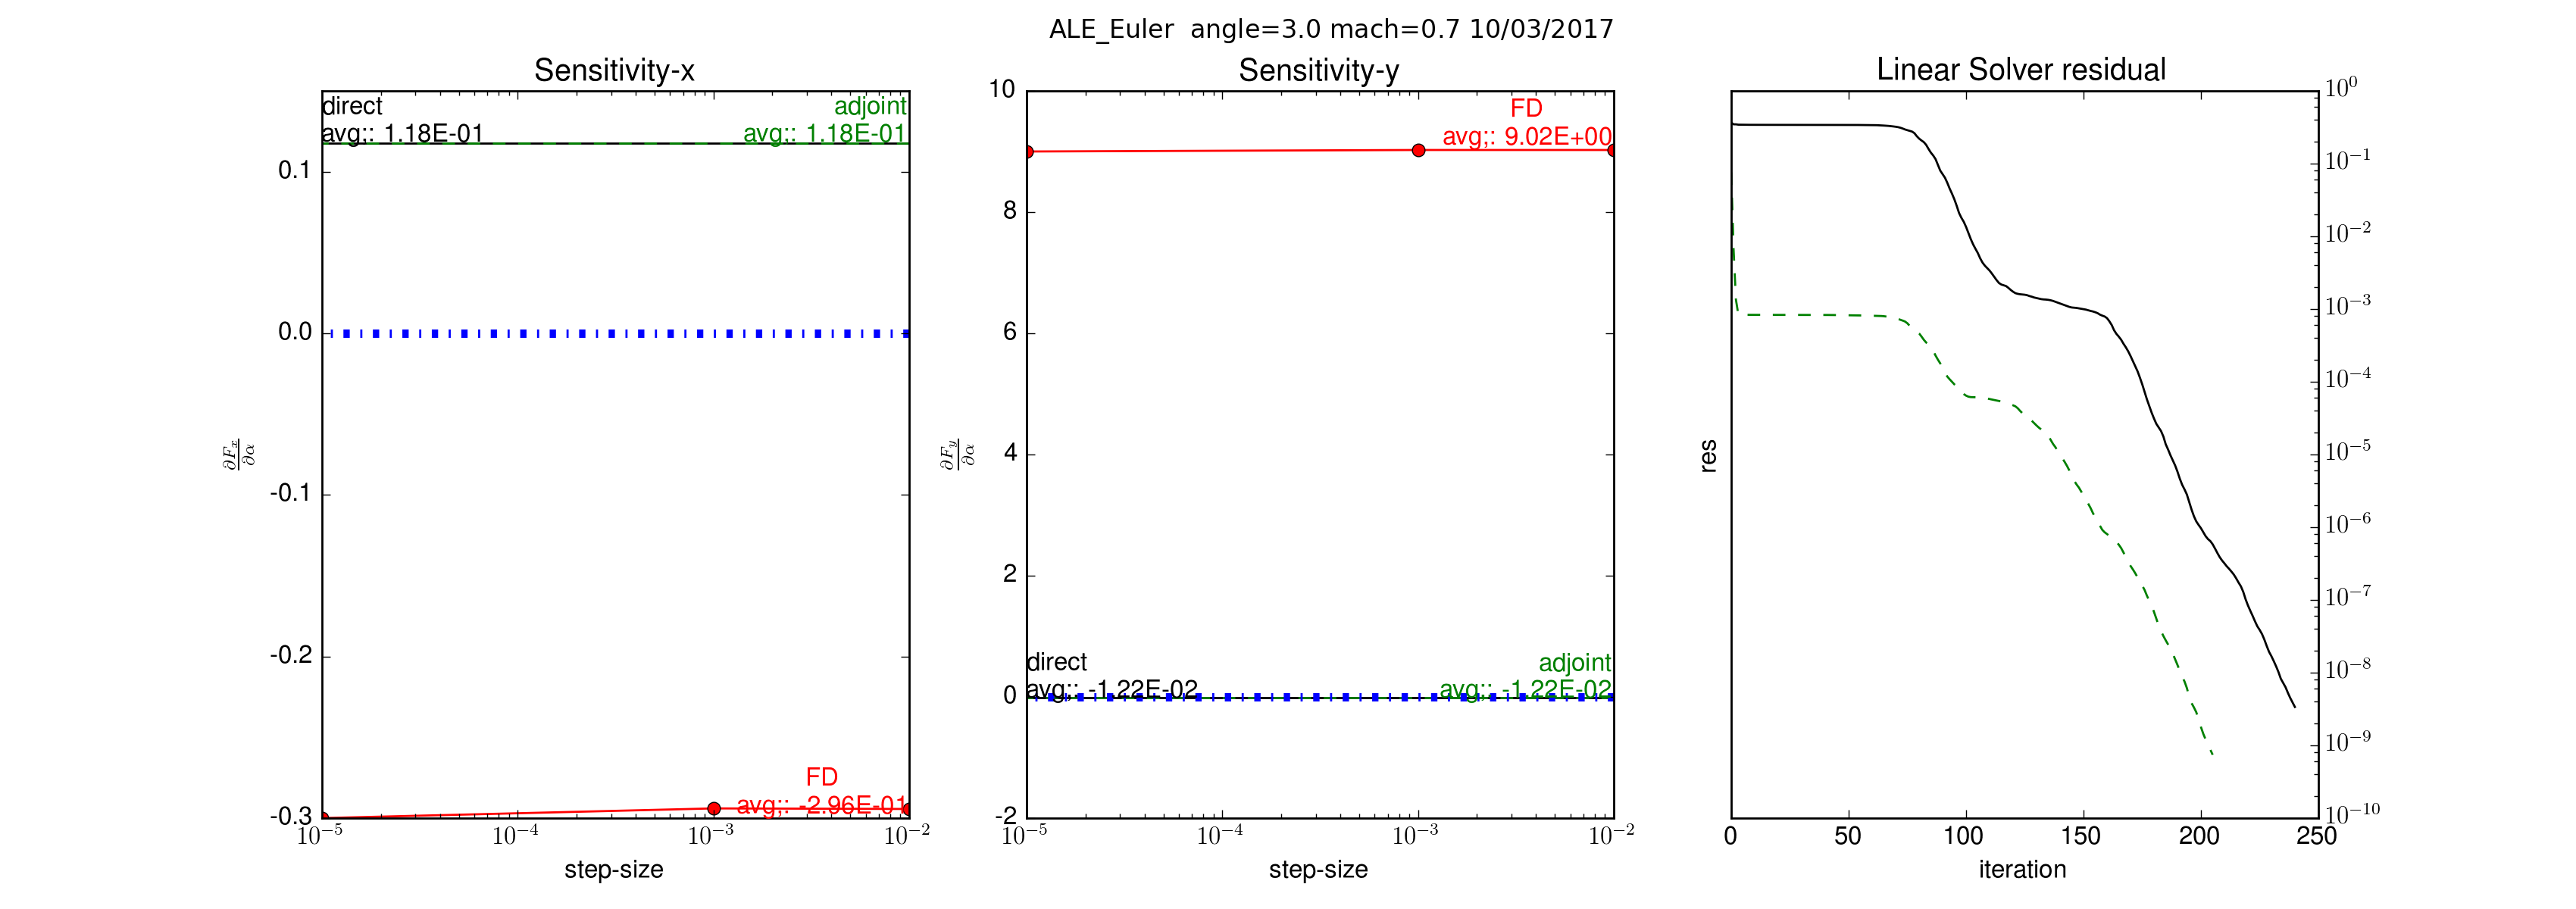 ALE_Euler  angle=3.0 mach=0.7 10/03/2017
Sensitivity-x
direct
avg;: 1.18E-01
adjoint
avg;: 1.18E-01
0.1
0.0
-0.1
-0.2
-0.3
∂Fx/∂α
FD
avg;: -2.96E-01
10^-5 10^-4 10^-3 10^-2
step-size
Sensitivity-y
10
8
6
4
2
0
-2
∂Fy/∂α
FD
avg;: 9.02E+00
direct
avg;: -1.22E-02
adjoint
avg;: -1.22E-02
10^-5 10^-4 10^-3 10^-2
step-size
Linear Solver residual
res
10^0
10^-1
10^-2
10^-3
10^-4
10^-5
10^-6
10^-7
10^-8
10^-9
10^-10
0 50 100 150 200 250
iteration